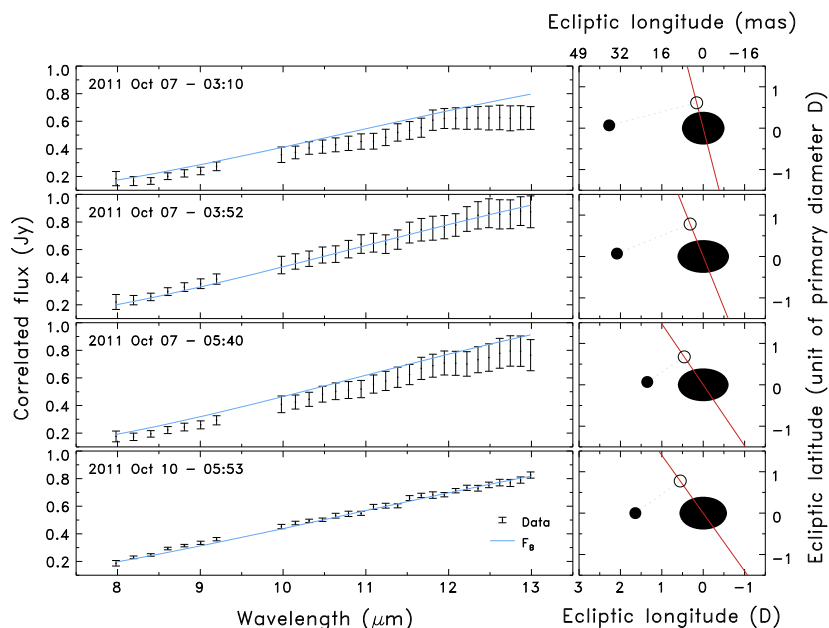 Ecliptic longitude (mas)
49 32 16 0 −16
1.0
0.8
0.6
0.4
0.2
2011 Oct 07 − 03:10
1
0
−1
1.0
0.8
0.6
0.4
0.2
2011 Oct 07 − 03:52
1
0
−1
1.0
0.8
0.6
0.4
0.2
2011 Oct 07 − 05:40
1
0
−1
1.0
0.8
0.6
0.4
0.2
2011 Oct 10 − 05:53
Data
Fθ
1
0
−1
8 9 10 11 12 13
3 2 1 0 −1
Wavelength (μm)
Ecliptic longitude (D)
Correlated flux (Jy)
Ecliptic latitude (unit of primary diameter D)